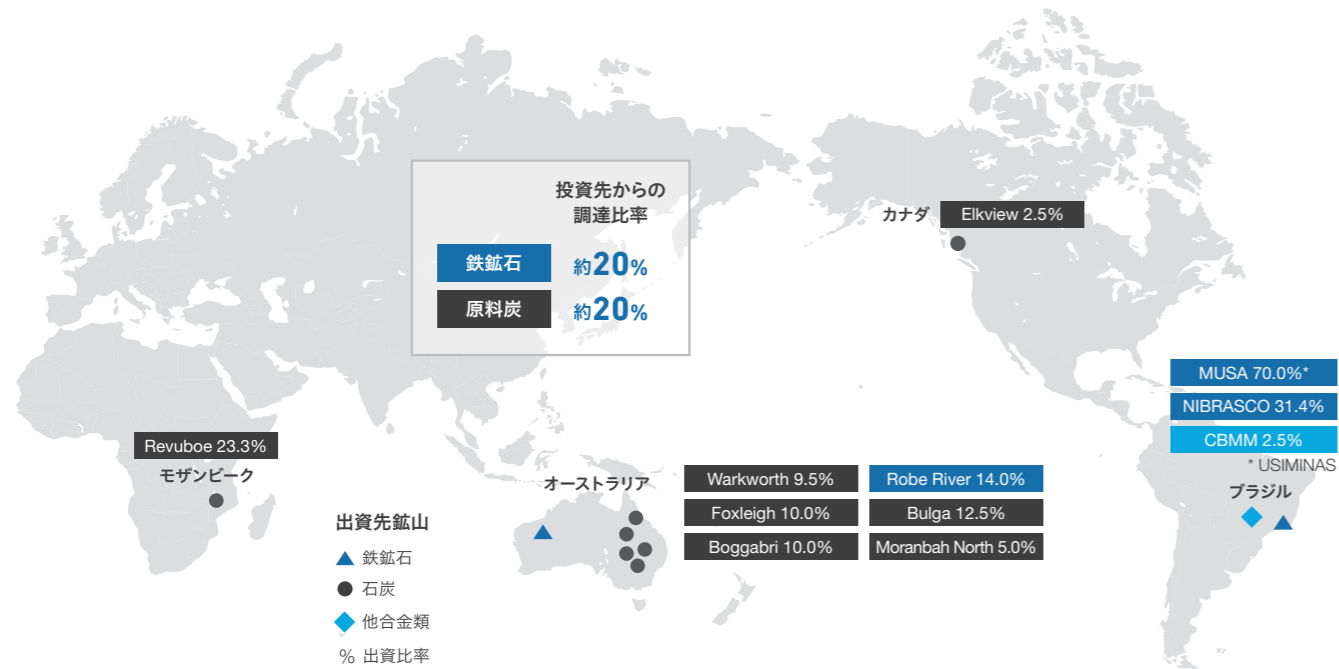 投資先からの
調達比率
鉄鉱石 約20%
原料炭 約20%
カナダ Elkview 2.5%
MUSA 70.0%*
NIBRASCO 31.4%
CBMM 2.5%
* USIMINAS
ブラジル
Revuboe 23.3%
モザンビーク
オーストラリア
Warkworth 9.5% Robe River 14.0%
Foxleigh 10.0% Bulga 12.5%
Boggabri 10.0% Moranbah North 5.0%
出資先鉱山
鉄鉱石
石炭
他合金類
% 出資比率